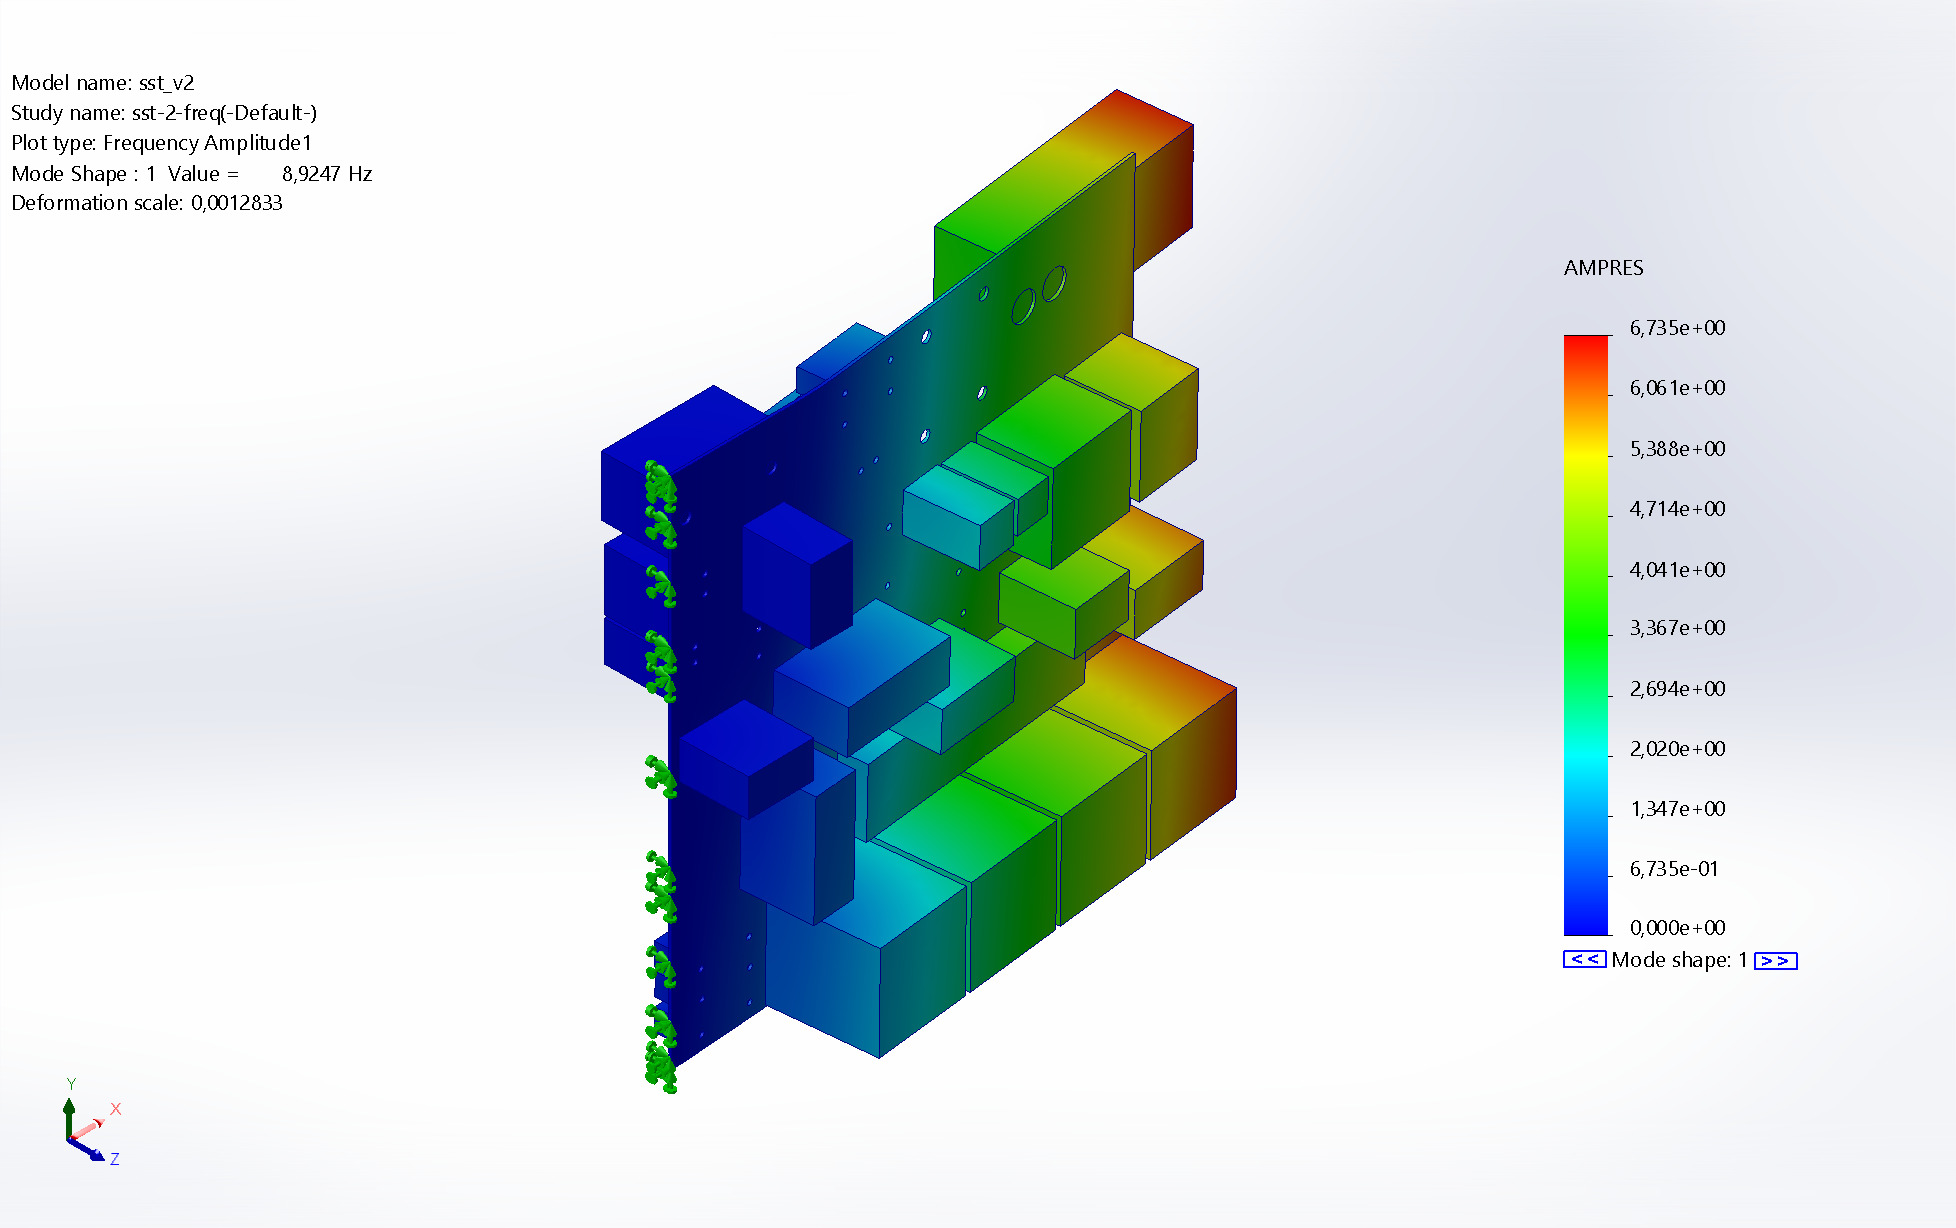 Model name: sst_v2
Study name: sst-2-freq(-Default-)
Plot type: Frequency Amplitude1
Mode Shape : 1 Value = 8,9247 Hz
Deformation scale: 0,0012833
AMPRES
6,735e+00
6,061e+00
5,388e+00
4,714e+00
4,041e+00
3,367e+00
2,694e+00
2,020e+00
1,347e+00
6,735e-01
0,000e+00
<< Mode shape: 1 >>
Y
X
Z